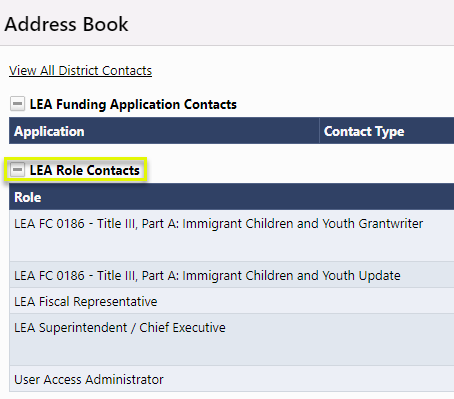 Address Book
View All District Contacts
LEA Funding Application Contacts
Application Contact Type
LEA Role Contacts
Role
LEA FC 0186 - Title III, Part A: Immigrant Children and Youth Grantwriter
LEA FC 0186 - Title III, Part A: Immigrant Children and Youth Update
LEA Fiscal Representative
LEA Superintendent / Chief Executive
User Access Administrator